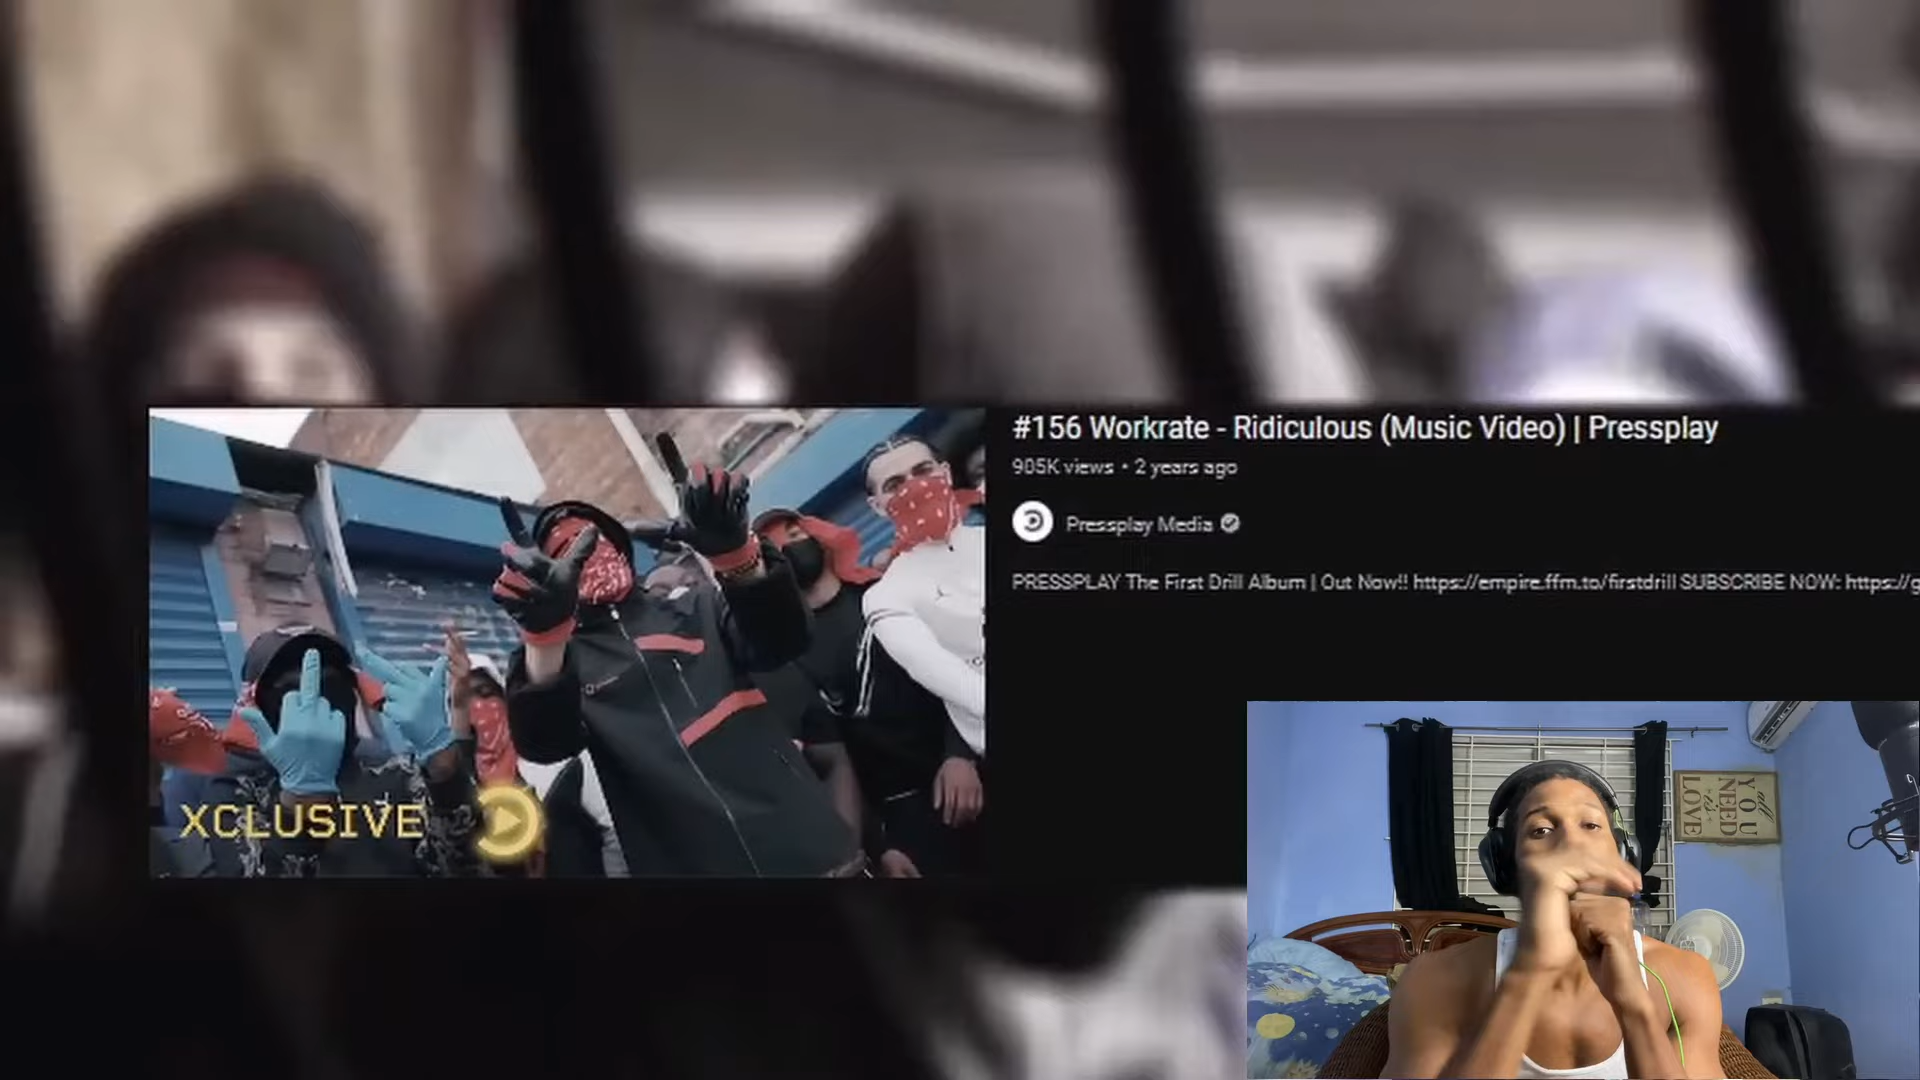 #156 Workrate - Ridiculous (Music Video) | Pressplay
905K views • 2 years ago
Pressplay Media
PRESSPLAY The First Drill Album | Out Now!! https://empire.ffm.to/firstdrill SUBSCRIBE NOW: https://g
XCLUSIVE
all
YOU
NEED
is
LOVE